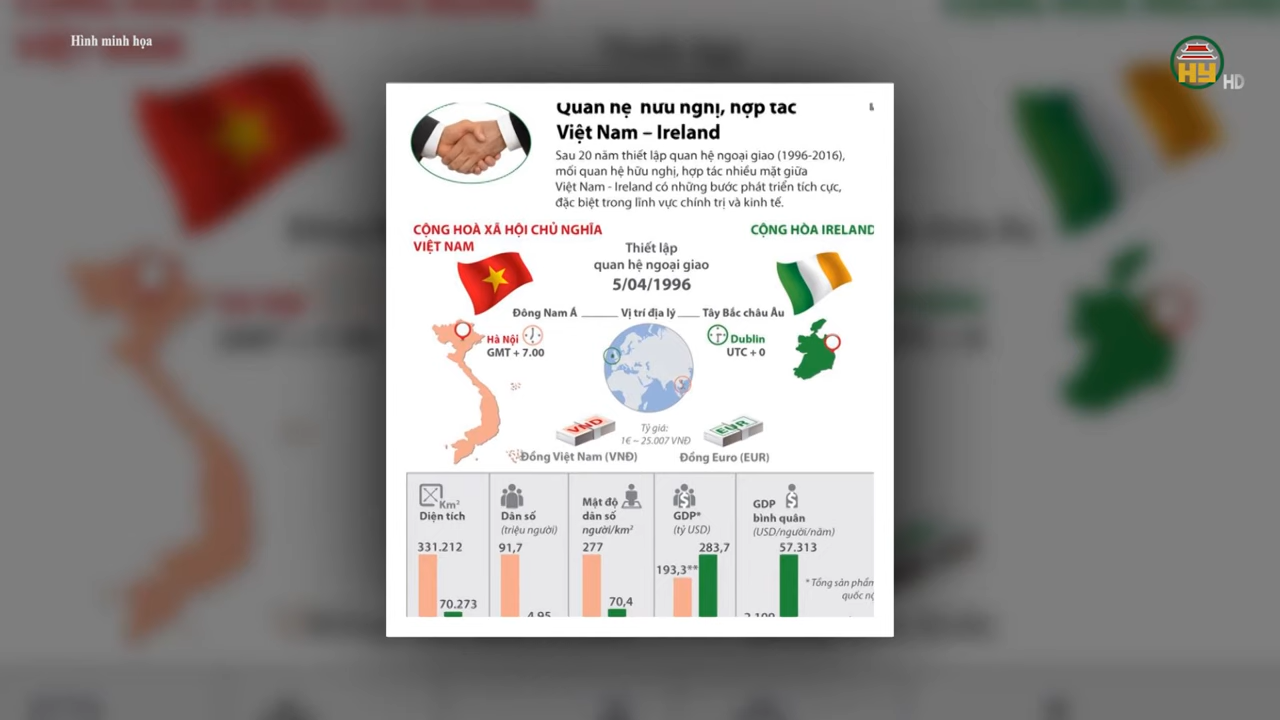 Hình minh họa
HY HD
Quan hệ hữu nghị, hợp tác
Việt Nam – Ireland
Sau 20 năm thiết lập quan hệ ngoại giao (1996-2016),
mối quan hệ hữu nghị, hợp tác nhiều mặt giữa
Việt Nam - Ireland có những bước phát triển tích cực,
đặc biệt trong lĩnh vực chính trị và kinh tế.
CỘNG HOÀ XÃ HỘI CHỦ NGHĨA
VIỆT NAM
CỘNG HÒA IRELAND
Thiết lập
quan hệ ngoại giao
5/04/1996
Đông Nam Á Vị trí địa lý Tây Bắc châu Âu
Hà Nội
GMT + 7.00
Dublin
UTC + 0
VND
Tỷ giá:
1€ ~ 25.007 VNĐ
EUR
Đồng Việt Nam (VNĐ)
Đồng Euro (EUR)
Km²
Diện tích
331.212
70.273
Dân số
(triệu người)
91,7
4,95
Mật độ
dân số
người/km²
277
70,4
GDP*
(tỷ USD)
193,3**
283,7
GDP
bình quân
(USD/người/năm)
57.313
2.109
* Tổng sản phẩm
quốc nộ